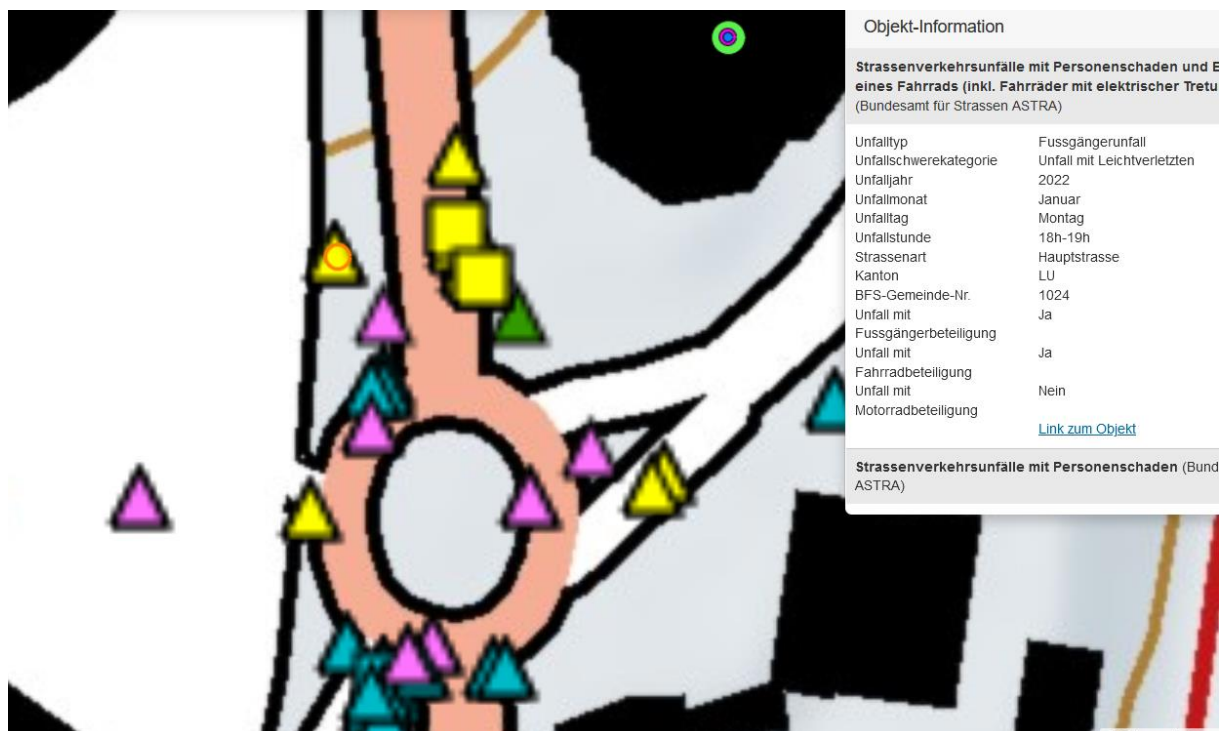 Objekt-Information
Strassenverkehrsunfälle mit Personenschaden und
eines Fahrrads (inkl. Fahrräder mit elektrischer
(Bundesamt für Strassen ASTRA)
Unfalltyp Fussgängerunfall
Unfallschwerekategorie Unfall mit Leichtverletzten
Unfalljahr 2022
Unfallmonat Januar
Unfalltag Montag
Unfallstunde 18h-19h
Strassenart Hauptstrasse
Kanton LU
BFS-Gemeinde-Nr. 1024
Unfall mit Ja
Fussgängerbeteiligung
Unfall mit Ja
Fahrradbeteiligung
Unfall mit Nein
Motorradbeteiligung
Link zum Objekt
Strassenverkehrsunfälle mit Personenschaden
ASTRA)